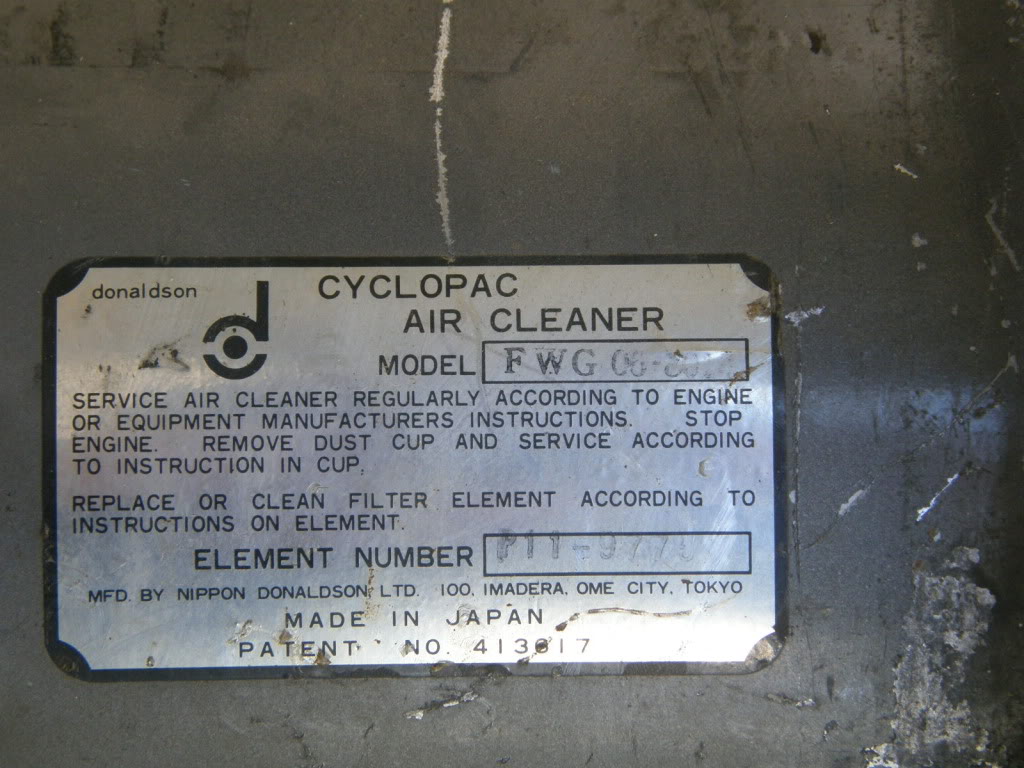 donaldson
CYCLOPAC
AIR CLEANER
MODEL FWG
SERVICE AIR CLEANER REGULARLY ACCORDING TO ENGINE
OR EQUIPMENT MANUFACTURERS INSTRUCTIONS. STOP
ENGINE. REMOVE DUST CUP AND SERVICE ACCORDING
TO INSTRUCTION IN CUP.
REPLACE OR CLEAN FILTER ELEMENT ACCORDING TO
INSTRUCTIONS ON ELEMENT.
ELEMENT NUMBER
MFD. BY NIPPON DONALDSON LTD. 100, IMADERA, OME CITY, TOKYO
MADE IN JAPAN
PATENT NO. 413017